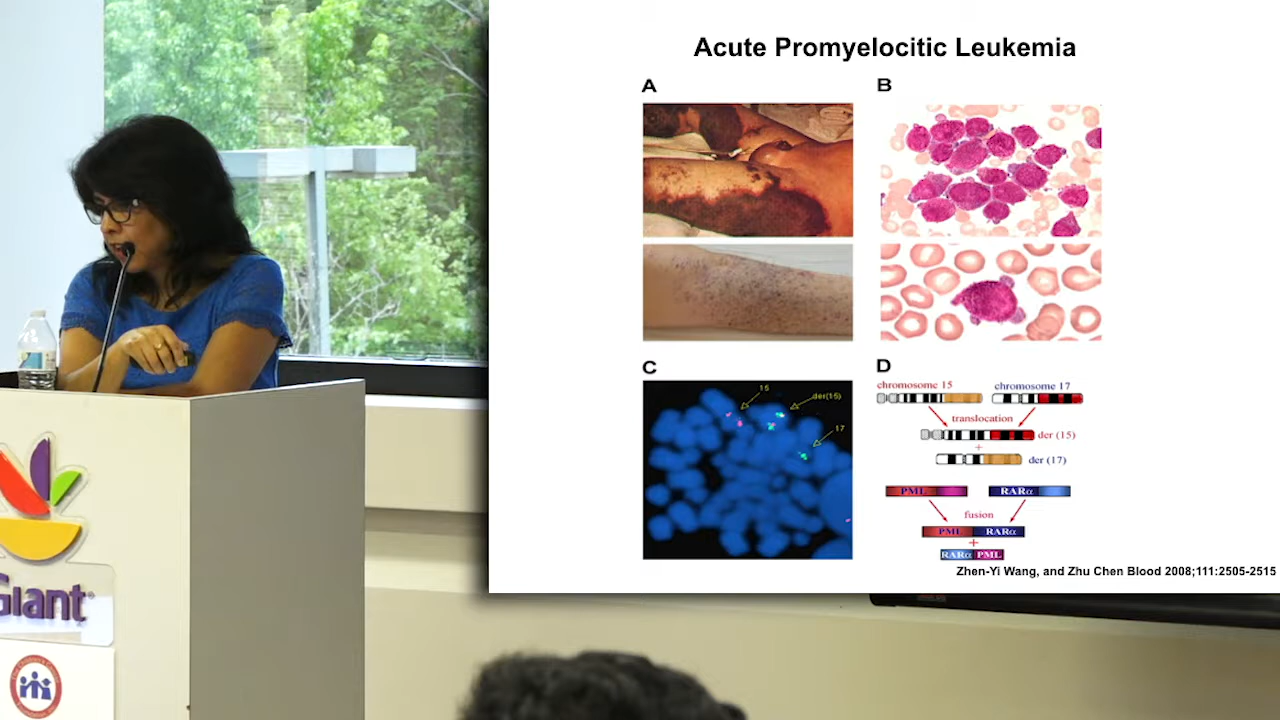 Acute Promyelocitic Leukemia
A
B
C
15
der(15)
17
D
chromosome 15
chromosome 17
translocation
der (15)
+
der (17)
PML
RARα
fusion
PML RARα
+
RARα PML
Zhen-Yi Wang, and Zhu Chen Blood 2008;111:2505-2515
Giant